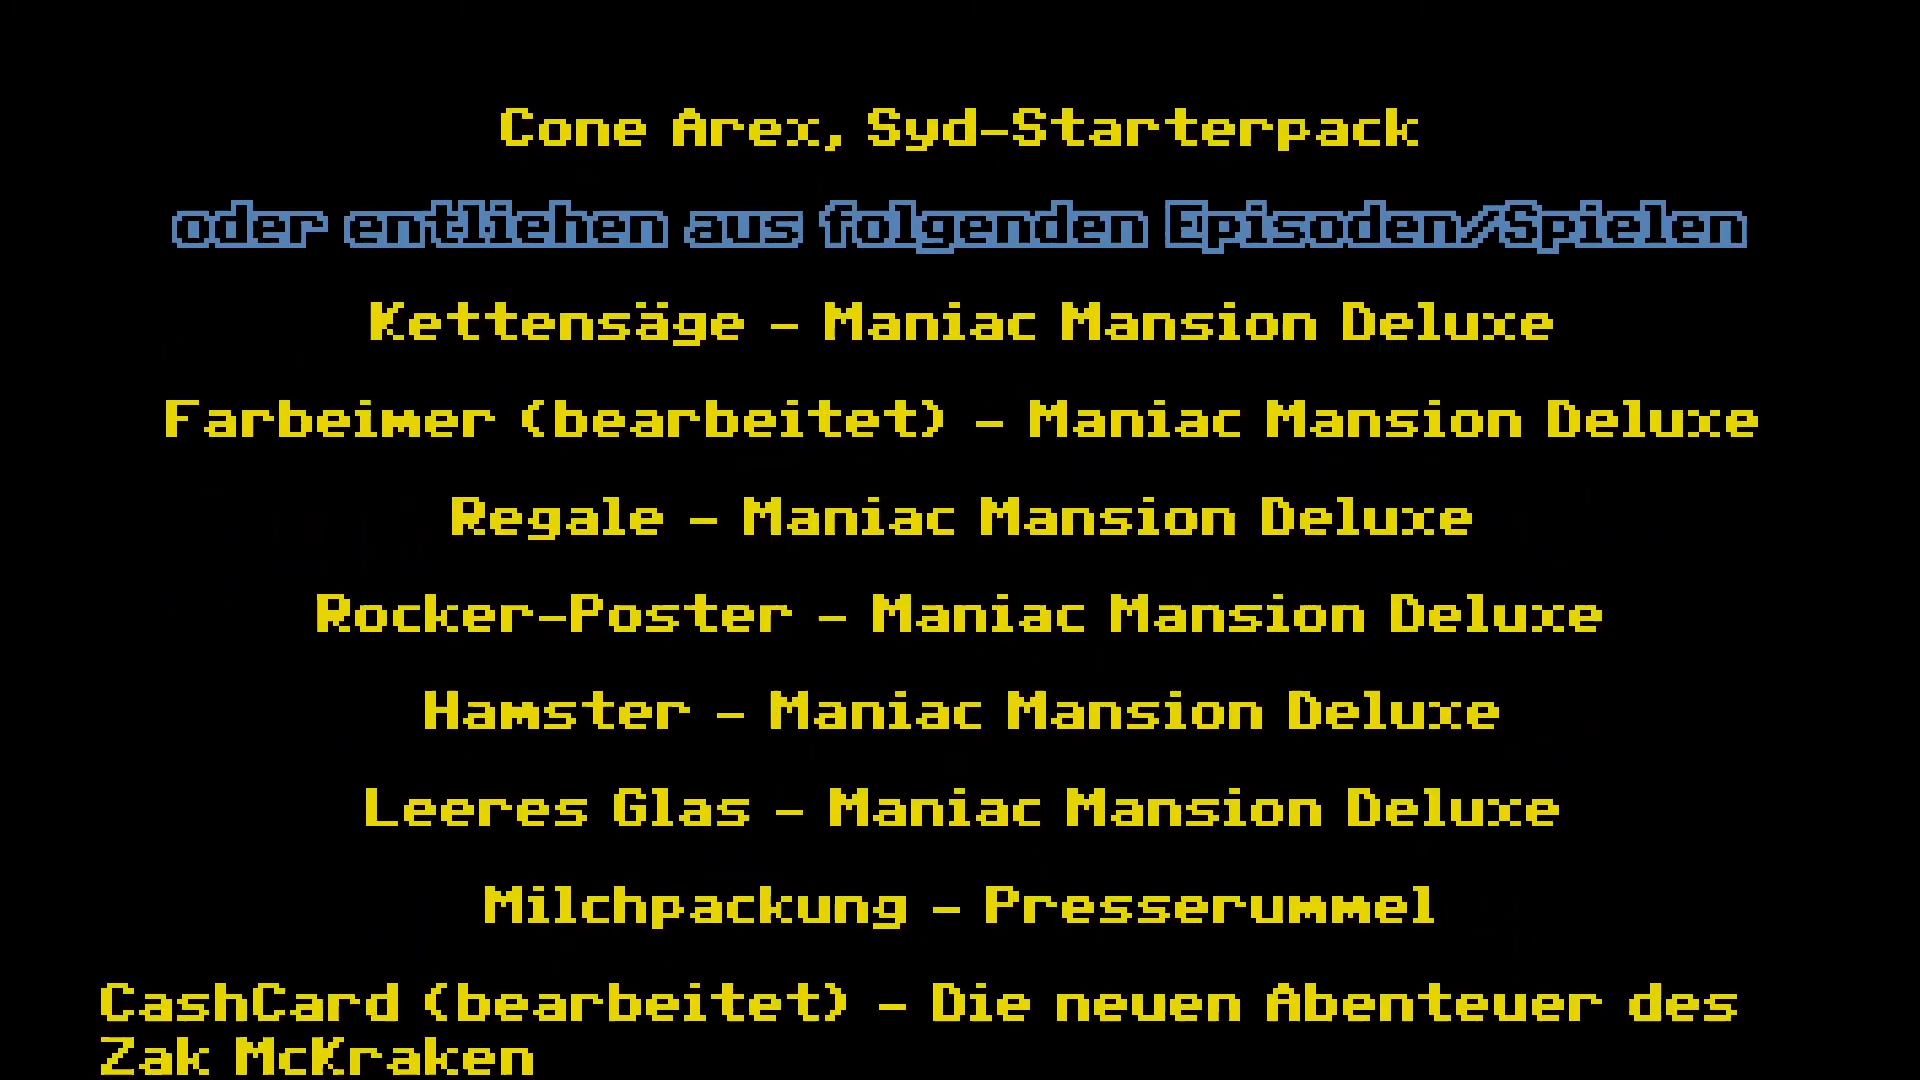 Cone Arex, Syd-Starterpack
oder entliehen aus folgenden Episoden/Spielen
Kettensäge - Maniac Mansion Deluxe
Farbeimer (bearbeitet) - Maniac Mansion Deluxe
Regale - Maniac Mansion Deluxe
Rocker-Poster - Maniac Mansion Deluxe
Hamster - Maniac Mansion Deluxe
Leeres Glas - Maniac Mansion Deluxe
Milchpackung - Presserummel
CashCard (bearbeitet) - Die neuen Abenteuer des
Zak McKraken